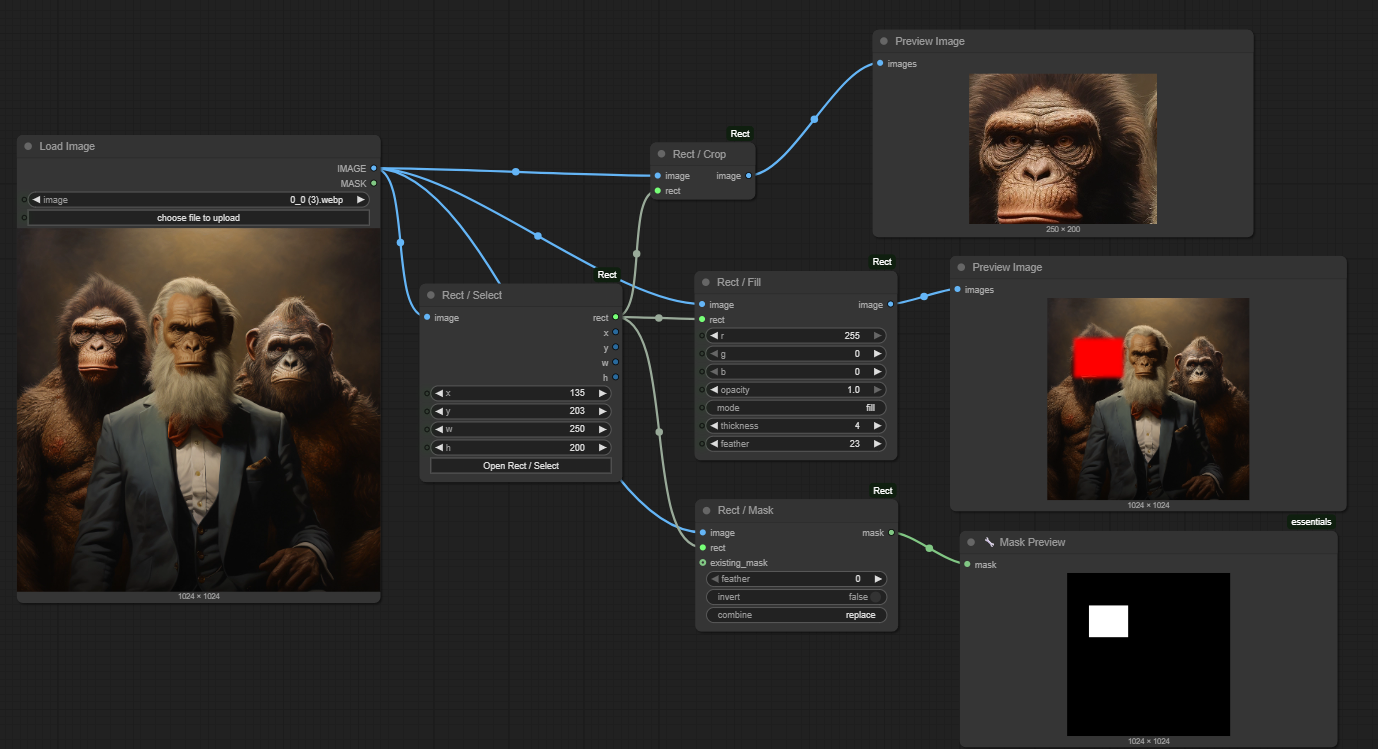 Load Image
IMAGE
MASK
image 0_0 (3).webp
choose file to upload
1024 × 1024
Rect
Rect / Select
image rect
x
y
w
h
x 135
y 203
w 250
h 200
Open Rect / Select
Rect
Rect / Crop
image image
rect
Rect
Rect / Fill
image image
rect
r 255
g 0
b 0
opacity 1.0
mode fill
thickness 4
feather 23
Rect
Rect / Mask
image mask
rect
existing_mask
feather 0
invert false
combine replace
Preview Image
images
250 × 200
Preview Image
images
1024 × 1024
essentials
Mask Preview
mask
1024 × 1024